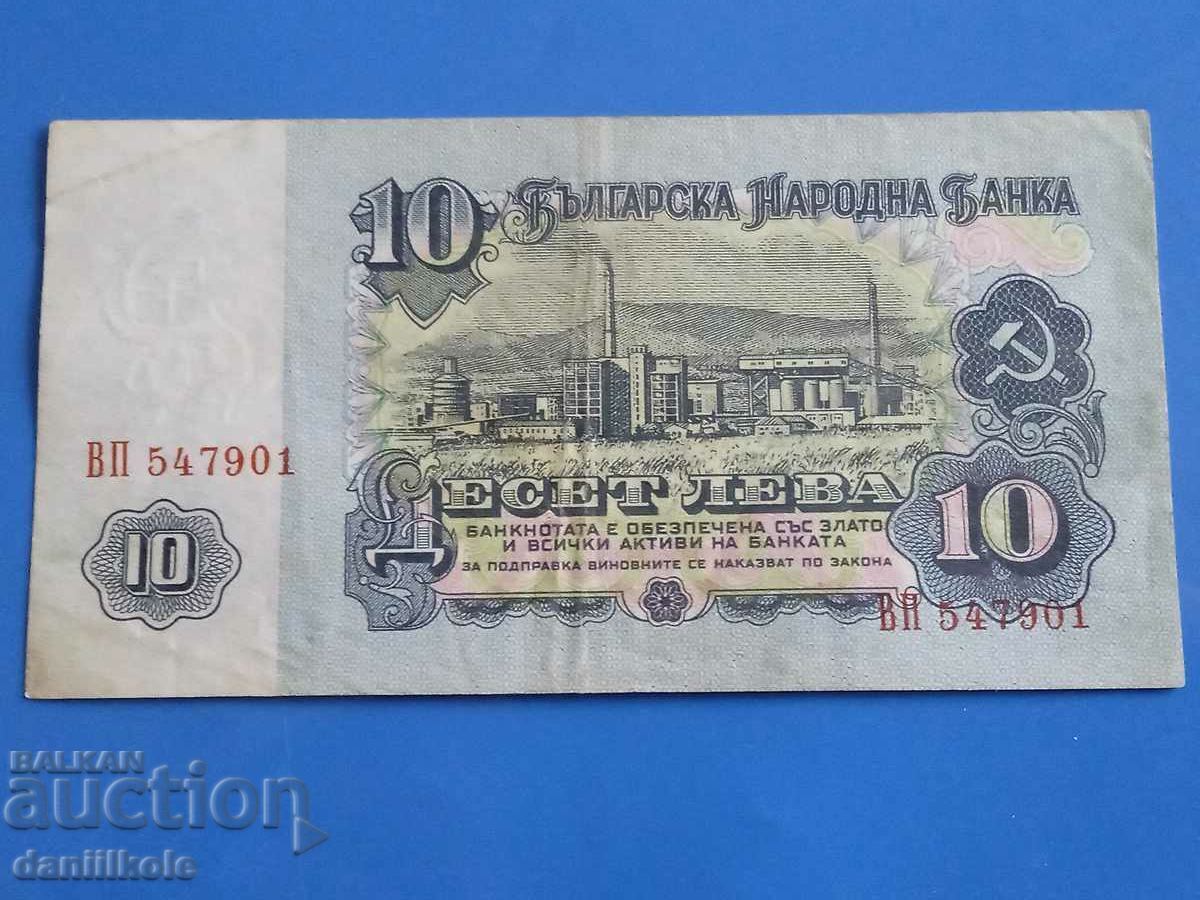 10 Българска Народна Банка
ВП 547901
10
ДЕСЕТ ЛЕВА
БАНКНОТАТА Е ОБЕЗПЕЧЕНА СЪС ЗЛАТО
И ВСИЧКИ АКТИВИ НА БАНКАТА
ЗА ПОДПРАВКА ВИНОВНИТЕ СЕ НАКАЗВАТ ПО ЗАКОНА
10
ВП 547901
BALKAN
auction
daniilkole